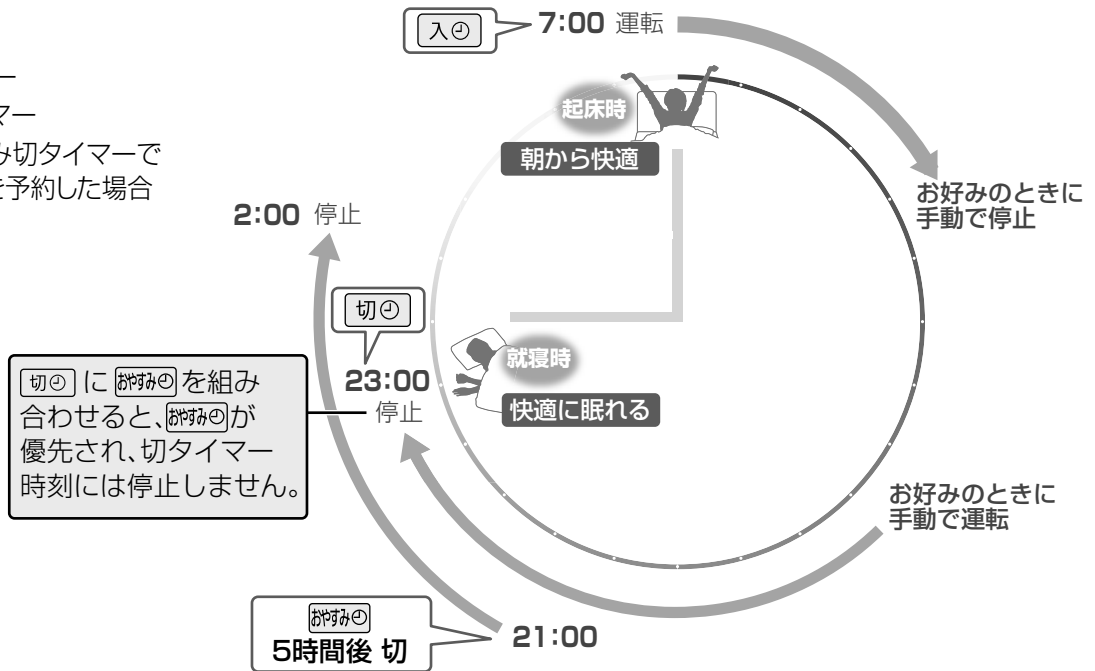 入
7:00 運転
ー
マー
み切タイマーで
を予約した場合
起床時
朝から快適
お好みのときに
手動で停止
2:00 停止
切
23:00
停止
就寝時
快適に眠れる
切 に おやすみ を組み
合わせると、おやすみ が
優先され、切タイマー
時刻には停止しません。
お好みのときに
手動で運転
おやすみ
5時間後 切
21:00